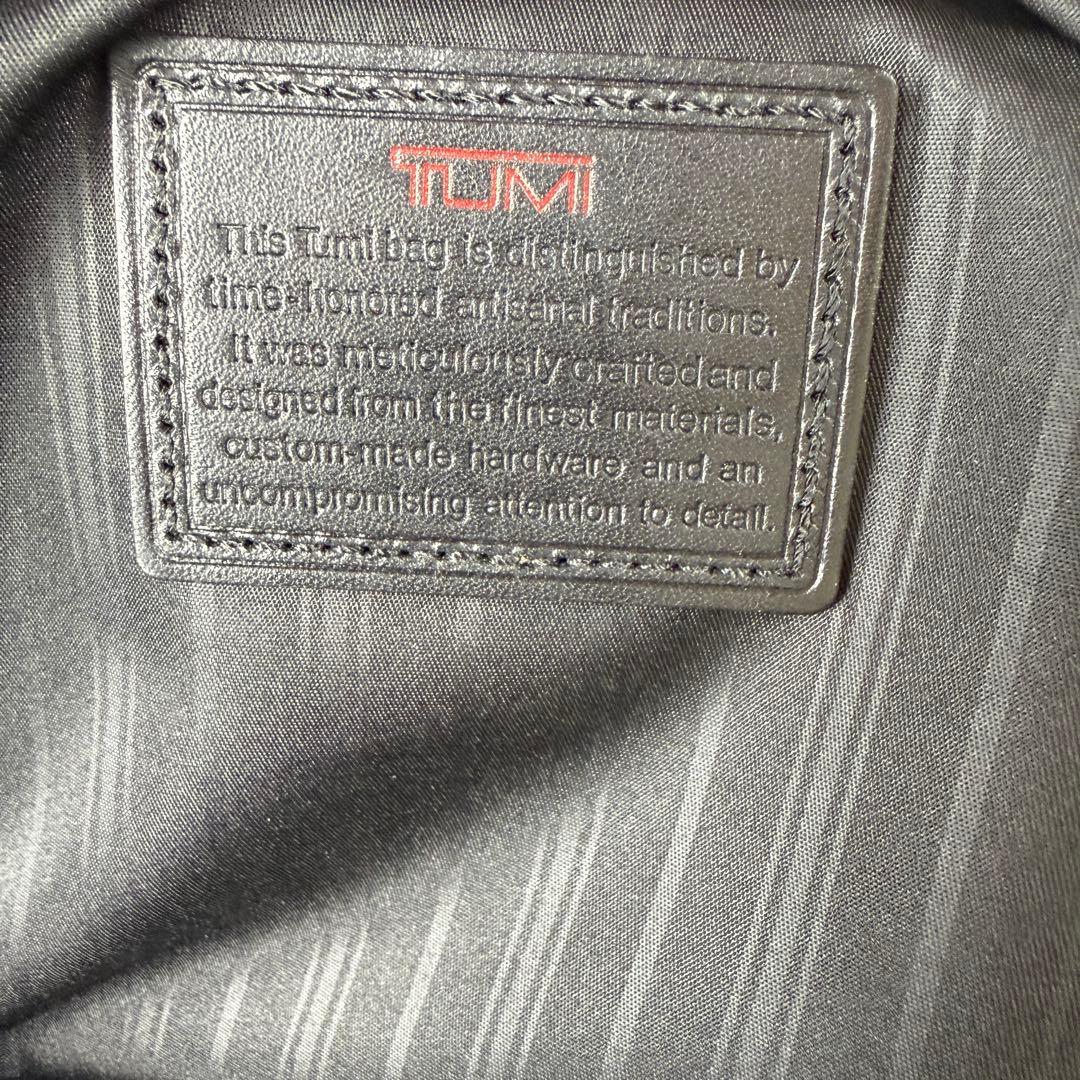 TUMI
This Tumi bag is distinguished by
time-honored artisanal traditions.
It was meticulously crafted and
designed from the finest materials,
custom-made hardware and an
uncompromising attention to detail.